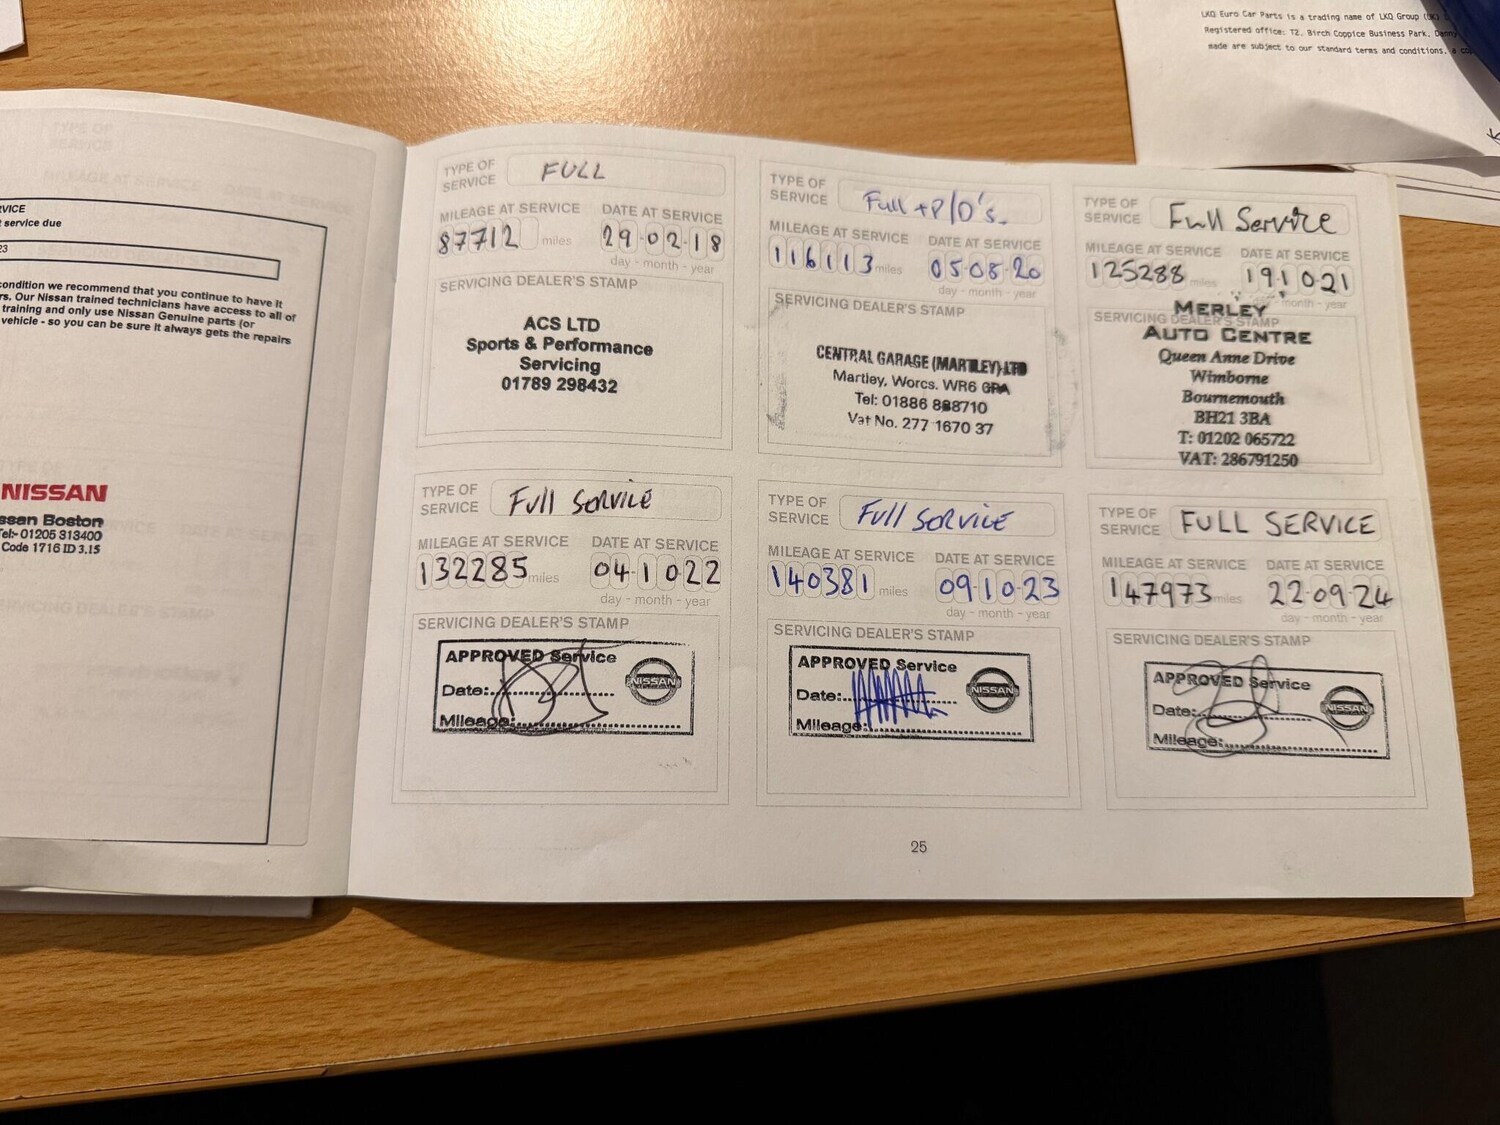 LKQ Euro Car Parts is a trading name of LKQ Group (UK)
Registered office: T2, Birch Coppice Business Park, Danny
made are subject to our standard terms and conditions, a co
VICE
t service due
23
condition we recommend that you continue to have it
rs. Our Nissan trained technicians have access to all of
training and only use Nissan Genuine parts (or
vehicle - so you can be sure it always gets the repairs
NISSAN
ssan Boston
Tel:- 01205 313400
Code 1716 ID 3.15
TYPE OF SERVICE FULL
MILEAGE AT SERVICE DATE AT SERVICE
87712 miles 29-02-18
day - month - year
SERVICING DEALER'S STAMP
ACS LTD
Sports & Performance
Servicing
01789 298432
TYPE OF SERVICE Full + P/O's.
MILEAGE AT SERVICE DATE AT SERVICE
116113 miles 05-08-20
day - month - year
SERVICING DEALER'S STAMP
CENTRAL GARAGE (MARTLEY) LTD
Martley, Worcs. WR6
Tel: 01886 888710
Vat No. 277 1670 37
TYPE OF SERVICE Full Service
MILEAGE AT SERVICE DATE AT SERVICE
125288 miles 19-10-21
month - year
SERVICING DEALER'S STAMP
MERLEY
AUTO CENTRE
Queen Anne Drive
Wimborne
Bournemouth
BH21 3BA
T: 01202 065722
VAT: 286791250
TYPE OF SERVICE Full Service
MILEAGE AT SERVICE DATE AT SERVICE
132285 miles 04-10-22
day - month - year
SERVICING DEALER'S STAMP
APPROVED Service
NISSAN
Date:
Mileage:
TYPE OF SERVICE Full Service
MILEAGE AT SERVICE DATE AT SERVICE
140381 miles 09-10-23
day - month - year
SERVICING DEALER'S STAMP
APPROVED Service
NISSAN
Date:
Mileage:
TYPE OF SERVICE FULL SERVICE
MILEAGE AT SERVICE DATE AT SERVICE
147973 miles 22-09-24
day - month - year
SERVICING DEALER'S STAMP
APPROVED Service
NISSAN
Date:
Mileage:
25